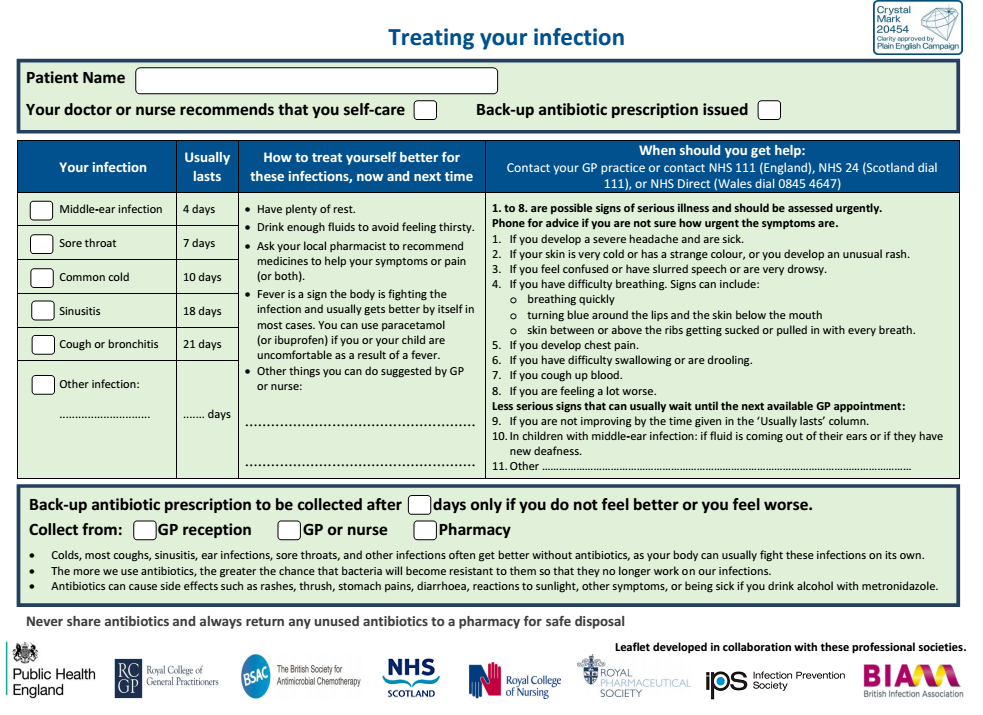 Crystal
Mark
20454
Clarity approved by
Plain English Campaign
Treating your infection
Patient Name
Your doctor or nurse recommends that you self-care
Back-up antibiotic prescription issued
Your infection
Usually
lasts
How to treat yourself better for
these infections, now and next time
When should you get help:
Contact your GP practice or contact NHS 111 (England), NHS 24 (Scotland dial
111), or NHS Direct (Wales dial 0845 4647)
Middle-ear infection
4 days
Sore throat
7 days
Common cold
10 days
Sinusitis
18 days
Cough or bronchitis
21 days
Other infection:
.............................
....... days
• Have plenty of rest.
• Drink enough fluids to avoid feeling thirsty.
• Ask your local pharmacist to recommend
medicines to help your symptoms or pain
(or both).
• Fever is a sign the body is fighting the
infection and usually gets better by itself in
most cases. You can use paracetamol
(or ibuprofen) if you or your child are
uncomfortable as a result of a fever.
• Other things you can do suggested by GP
or nurse:
..................................................
..................................................
1. to 8. are possible signs of serious illness and should be assessed urgently.
Phone for advice if you are not sure how urgent the symptoms are.
1. If you develop a severe headache and are sick.
2. If your skin is very cold or has a strange colour, or you develop an unusual rash.
3. If you feel confused or have slurred speech or are very drowsy.
4. If you have difficulty breathing. Signs can include:
o breathing quickly
o turning blue around the lips and the skin below the mouth
o skin between or above the ribs getting sucked or pulled in with every breath.
5. If you develop chest pain.
6. If you have difficulty swallowing or are drooling.
7. If you cough up blood.
8. If you are feeling a lot worse.
Less serious signs that can usually wait until the next available GP appointment:
9. If you are not improving by the time given in the ‘Usually lasts’ column.
10. In children with middle-ear infection: if fluid is coming out of their ears or if they have
new deafness.
11. Other ..........................................................................................
Back-up antibiotic prescription to be collected after days only if you do not feel better or you feel worse.
Collect from: GP reception GP or nurse Pharmacy
• Colds, most coughs, sinusitis, ear infections, sore throats, and other infections often get better without antibiotics, as your body can usually fight these infections on its own.
• The more we use antibiotics, the greater the chance that bacteria will become resistant to them so that they no longer work on our infections.
• Antibiotics can cause side effects such as rashes, thrush, stomach pains, diarrhoea, reactions to sunlight, other symptoms, or being sick if you drink alcohol with metronidazole.
Never share antibiotics and always return any unused antibiotics to a pharmacy for safe disposal
Leaflet developed in collaboration with these professional societies.
Public Health
England
RC
GP
Royal College of
General Practitioners
BSAC
The British Society for
Antimicrobial Chemotherapy
NHS
SCOTLAND
Royal College
of Nursing
ROYAL
PHARMACEUTICAL
SOCIETY
ips
Infection Prevention
Society
BIA
British Infection Association